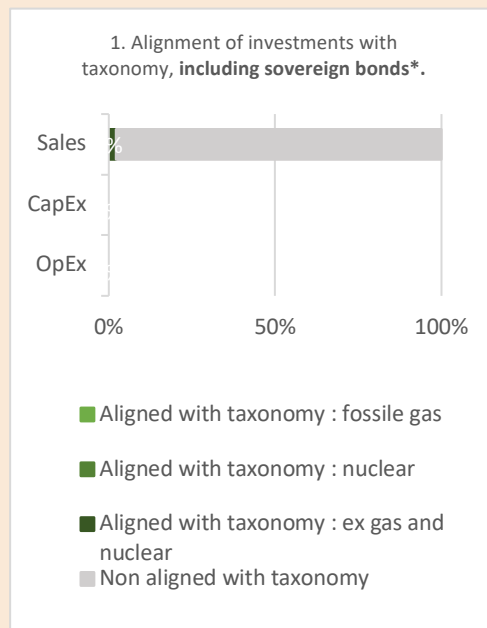 1. Alignment of investments with
taxonomy, including sovereign bonds*.
Sales
%
CapEx
OpEx
0%
50%
100%
Aligned with taxonomy : fossile gas
Aligned with taxonomy : nuclear
Aligned with taxonomy : ex gas and
nuclear
Non aligned with taxonomy